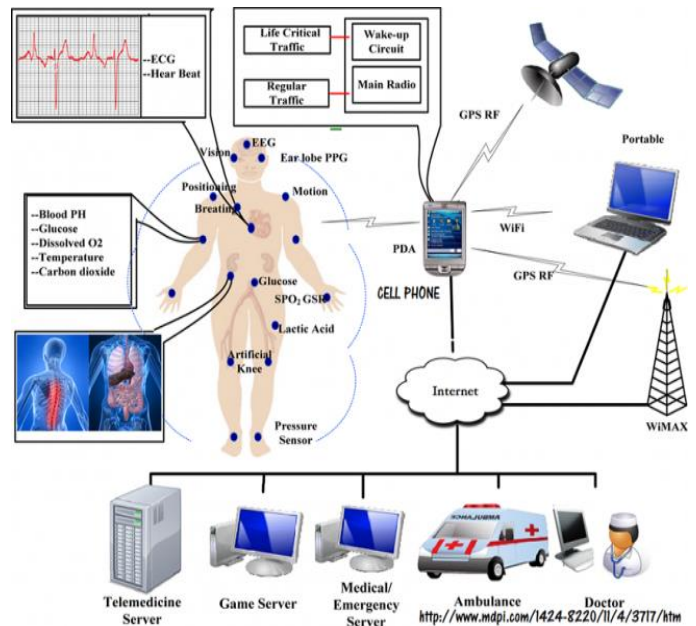 --ECG
--Hear Beat
Life Critical
Traffic
Wake-up
Circuit
Regular
Traffic
Main Radio
GPS RF
Portable
EEG
Vision
Ear lobe PPG
Positioning
Breating
Motion
WiFi
PDA
GPS RF
CELL PHONE
--Blood PH
--Glucose
--Dissolved O2
--Temperature
--Carbon dioxide
Glucose
SPO2 GSR
Lactic Acid
Artificial
Knee
Internet
WiMAX
Pressure
Sensor
AMBULANCE
Telemedicine
Server
Game Server
Medical/
Emergency
Server
Ambulance
Doctor
http://www.mdpi.com/1424-8220/11/4/3717/htm